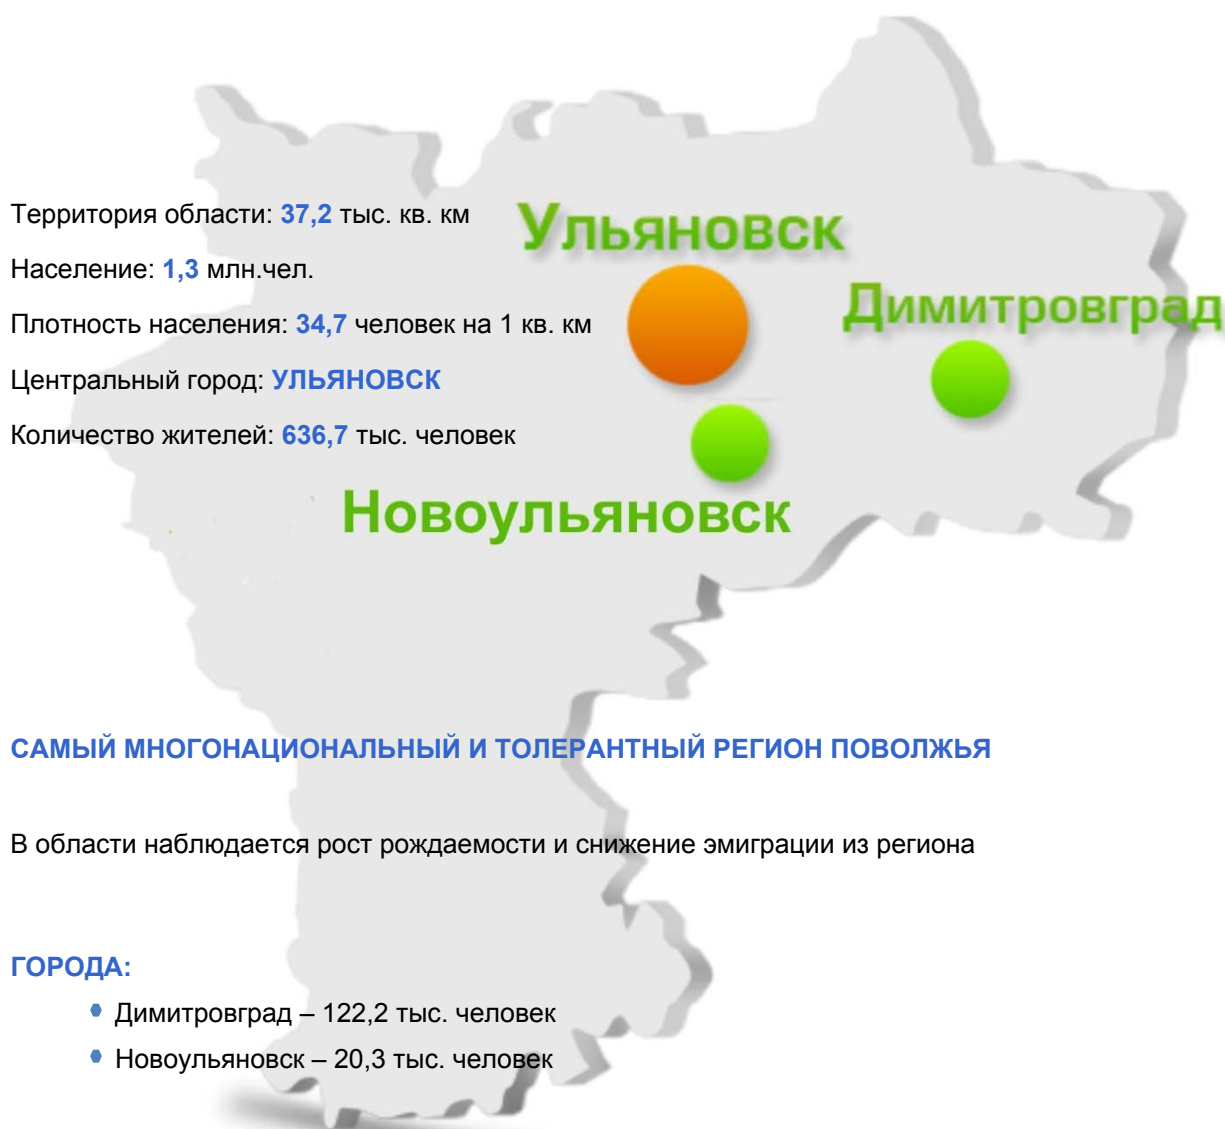 Территория области: 37,2 тыс. кв. км
Население: 1,3 млн.чел.
Плотность населения: 34,7 человек на 1 кв. км
Центральный город: УЛЬЯНОВСК
Количество жителей: 636,7 тыс. человек
Ульяновск
Димитровград
Новоульяновск
САМЫЙ МНОГОНАЦИОНАЛЬНЫЙ И ТОЛЕРАНТНЫЙ РЕГИОН ПОВОЛЖЬЯ
В области наблюдается рост рождаемости и снижение эмиграции из региона
ГОРОДА:
Димитровград – 122,2 тыс. человек
Новоульяновск – 20,3 тыс. человек